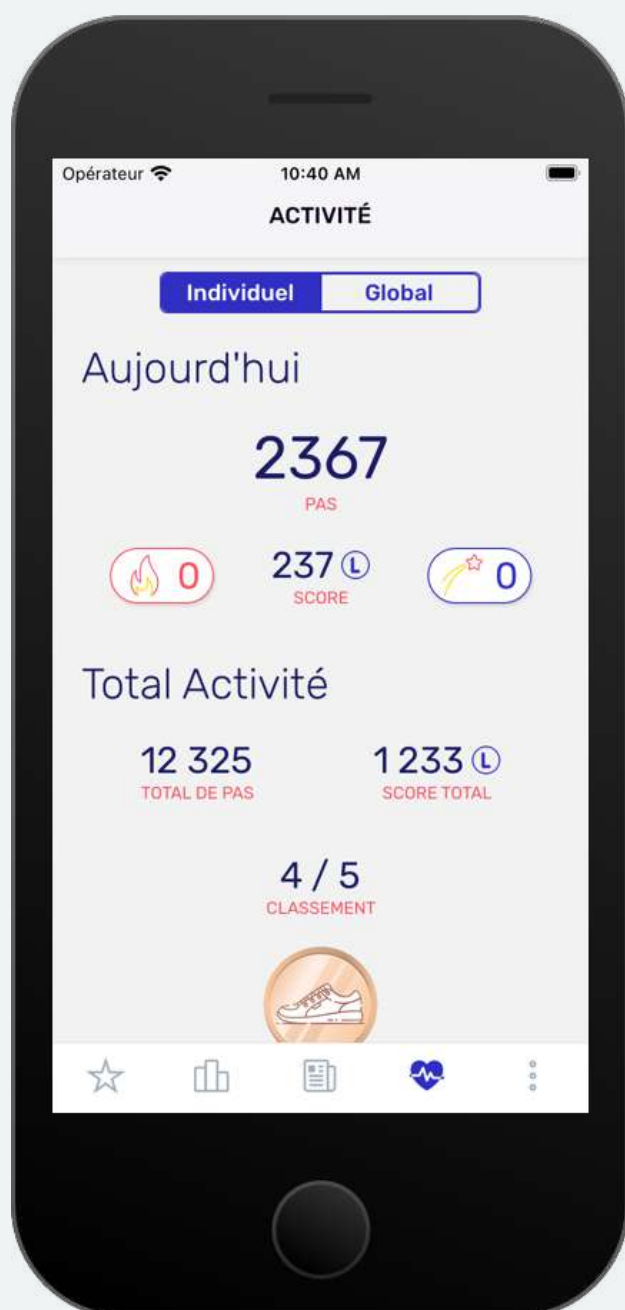 Opérateur 10:40 AM
ACTIVITÉ
Individuel Global
Aujourd'hui
2367
PAS
0 237 L 0
SCORE
Total Activité
12 325 1 233 L
TOTAL DE PAS SCORE TOTAL
4 / 5
CLASSEMENT